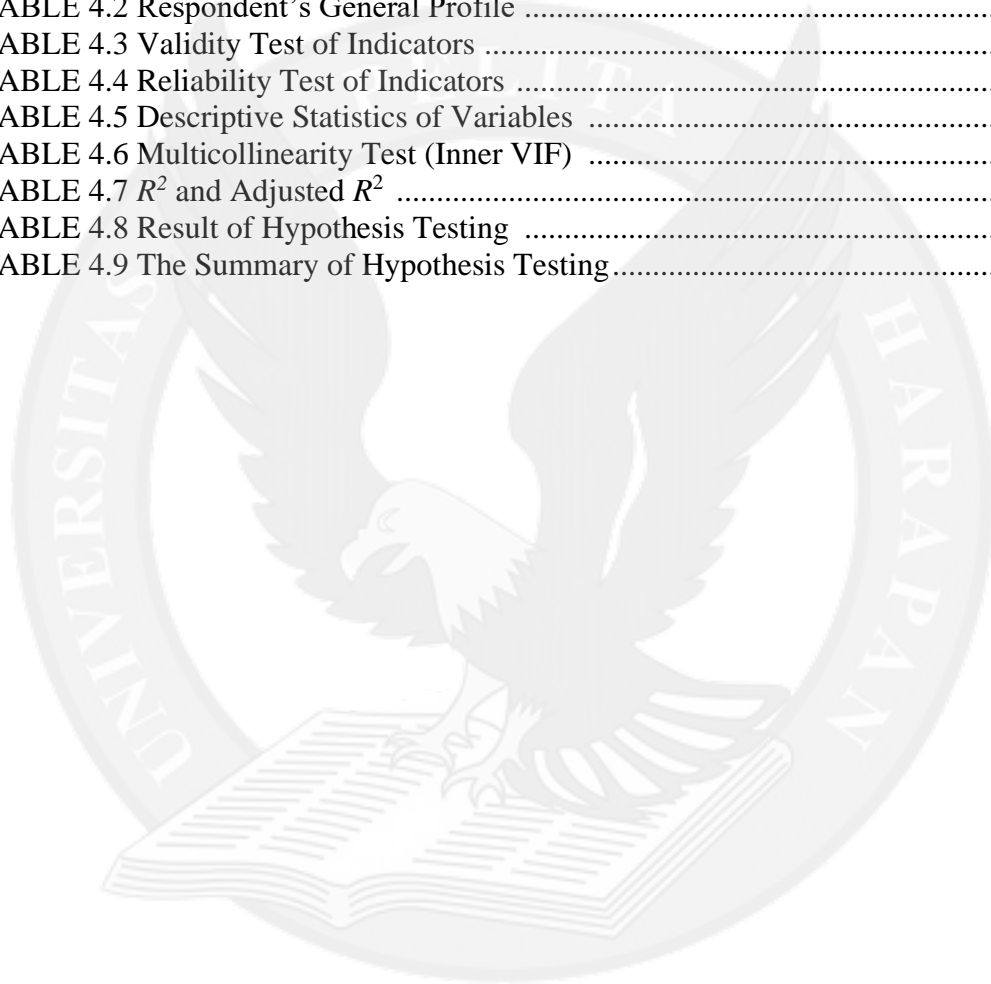 ABLE 4.2 Respondent's General Profile ........................................................
ABLE 4.3 Validity Test of Indicators ........................................................
ABLE 4.4 Reliability Test of Indicators ........................................................
ABLE 4.5 Descriptive Statistics of Variables ........................................................
ABLE 4.6 Multicollinearity Test (Inner VIF) ........................................................
ABLE 4.7 R² and Adjusted R² ........................................................
ABLE 4.8 Result of Hypothesis Testing ........................................................
ABLE 4.9 The Summary of Hypothesis Testing ........................................................
UNIVERSITAS PELITA HARAPAN